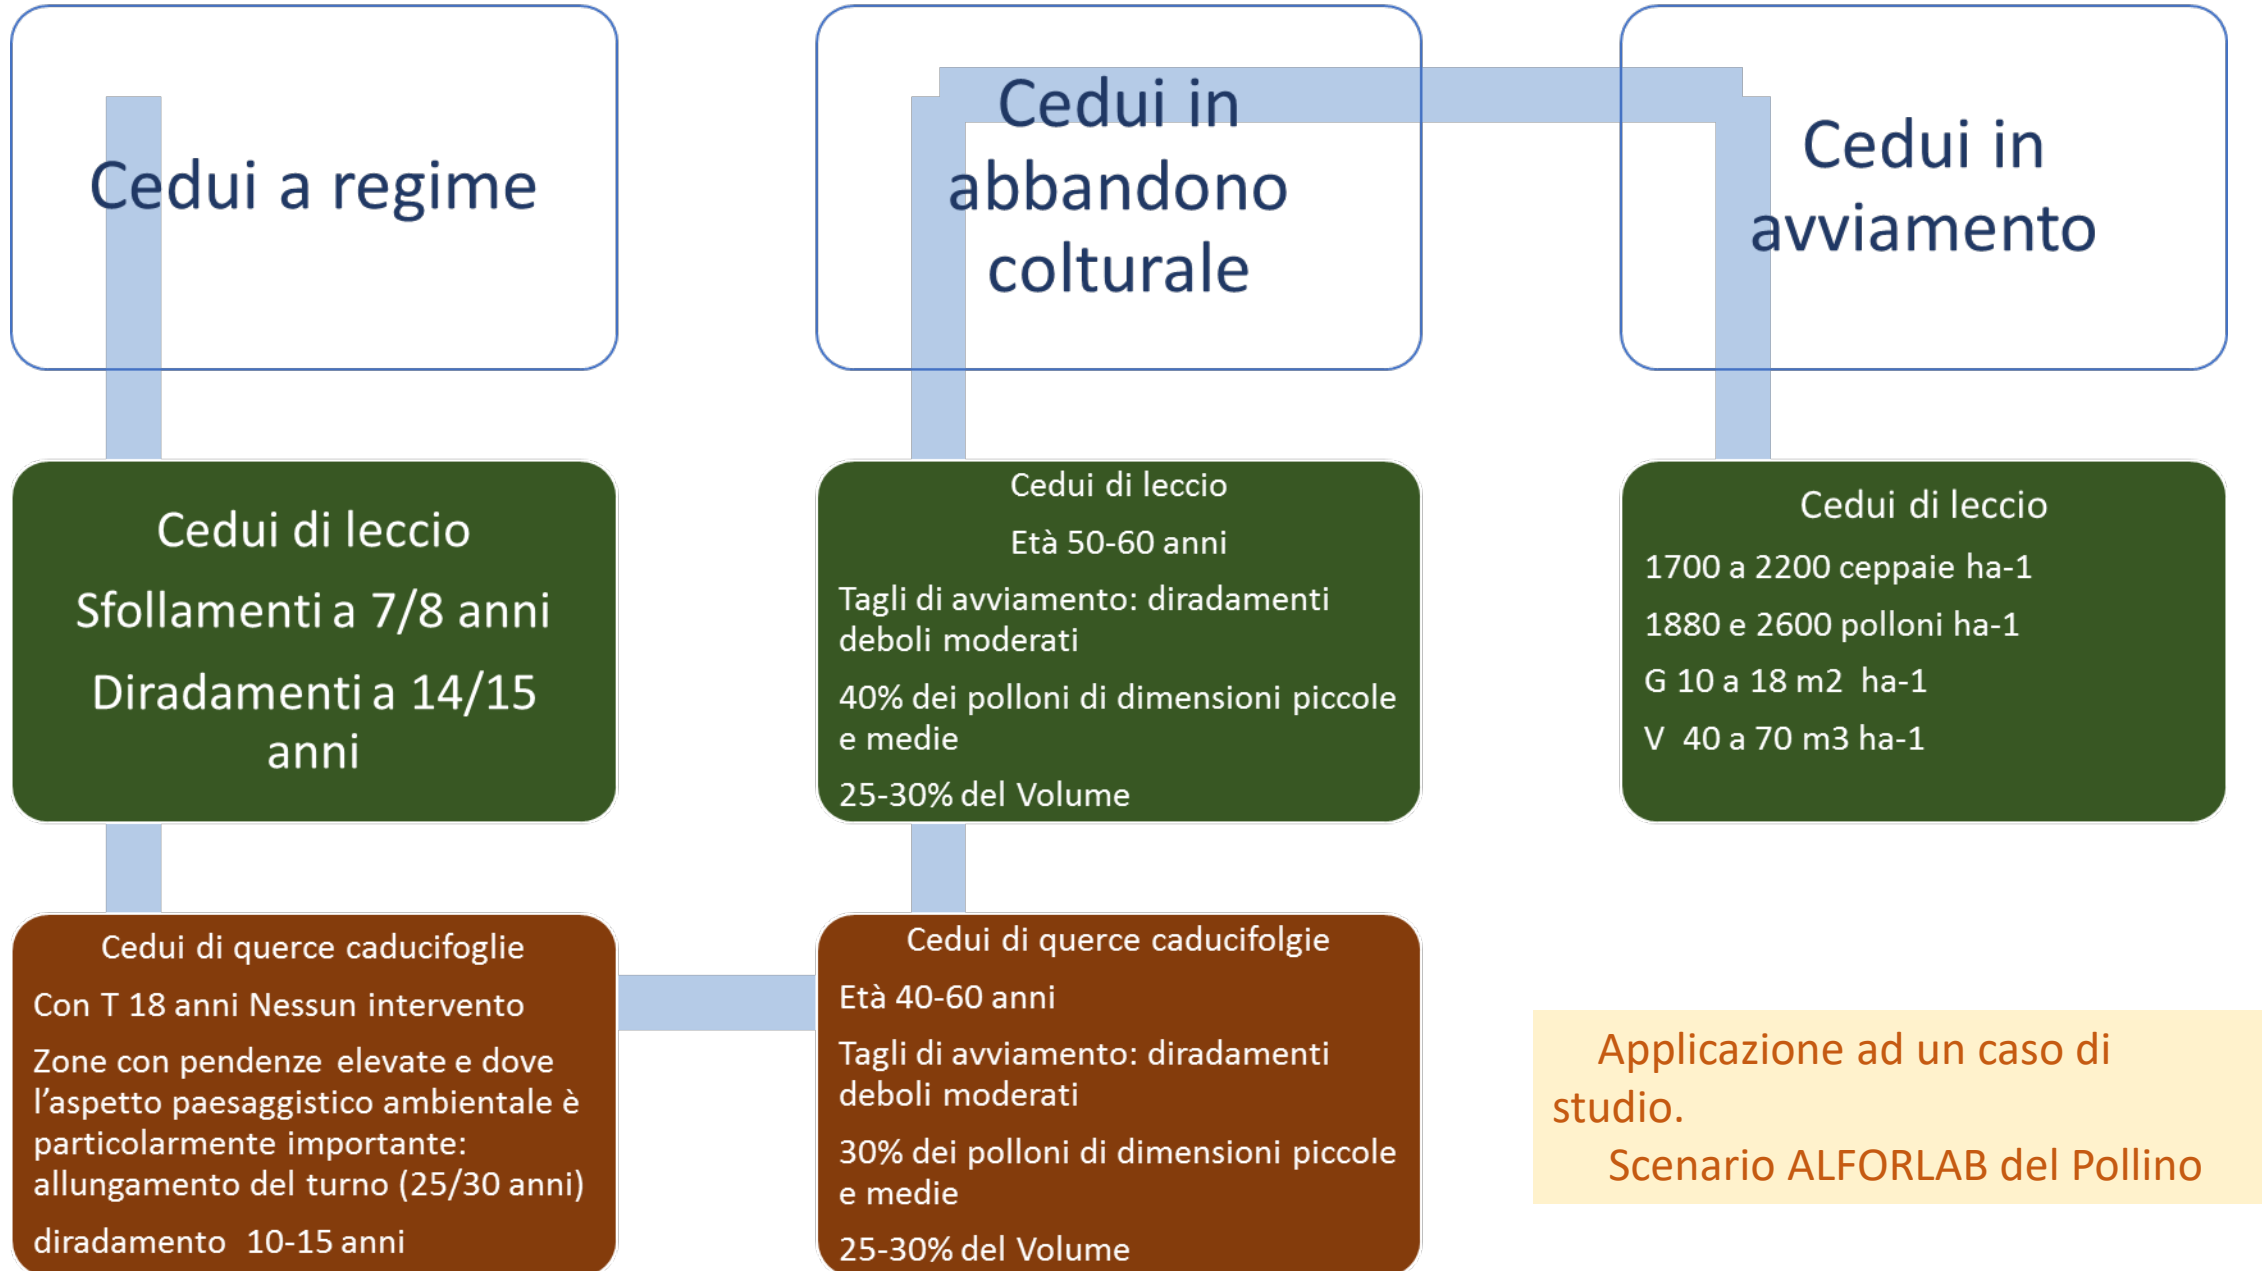 Cedui a regime
Cedui in
abbandono
colturale
Cedui in
avviamento
Cedui di leccio
Sfollamenti a 7/8 anni
Diradamenti a 14/15
anni
Cedui di leccio
Età 50-60 anni
Tagli di avviamento: diradamenti
deboli moderati
40% dei polloni di dimensioni piccole
e medie
25-30% del Volume
Cedui di leccio
1700 a 2200 ceppaie ha-1
1880 e 2600 polloni ha-1
G 10 a 18 m2 ha-1
V 40 a 70 m3 ha-1
Cedui di querce caducifoglie
Con T 18 anni Nessun intervento
Zone con pendenze elevate e dove
l’aspetto paesaggistico ambientale è
particolarmente importante:
allungamento del turno (25/30 anni)
diradamento 10-15 anni
Cedui di querce caducifolgie
Età 40-60 anni
Tagli di avviamento: diradamenti
deboli moderati
30% dei polloni di dimensioni piccole
e medie
25-30% del Volume
Applicazione ad un caso di
studio.
Scenario ALFORLAB del Pollino